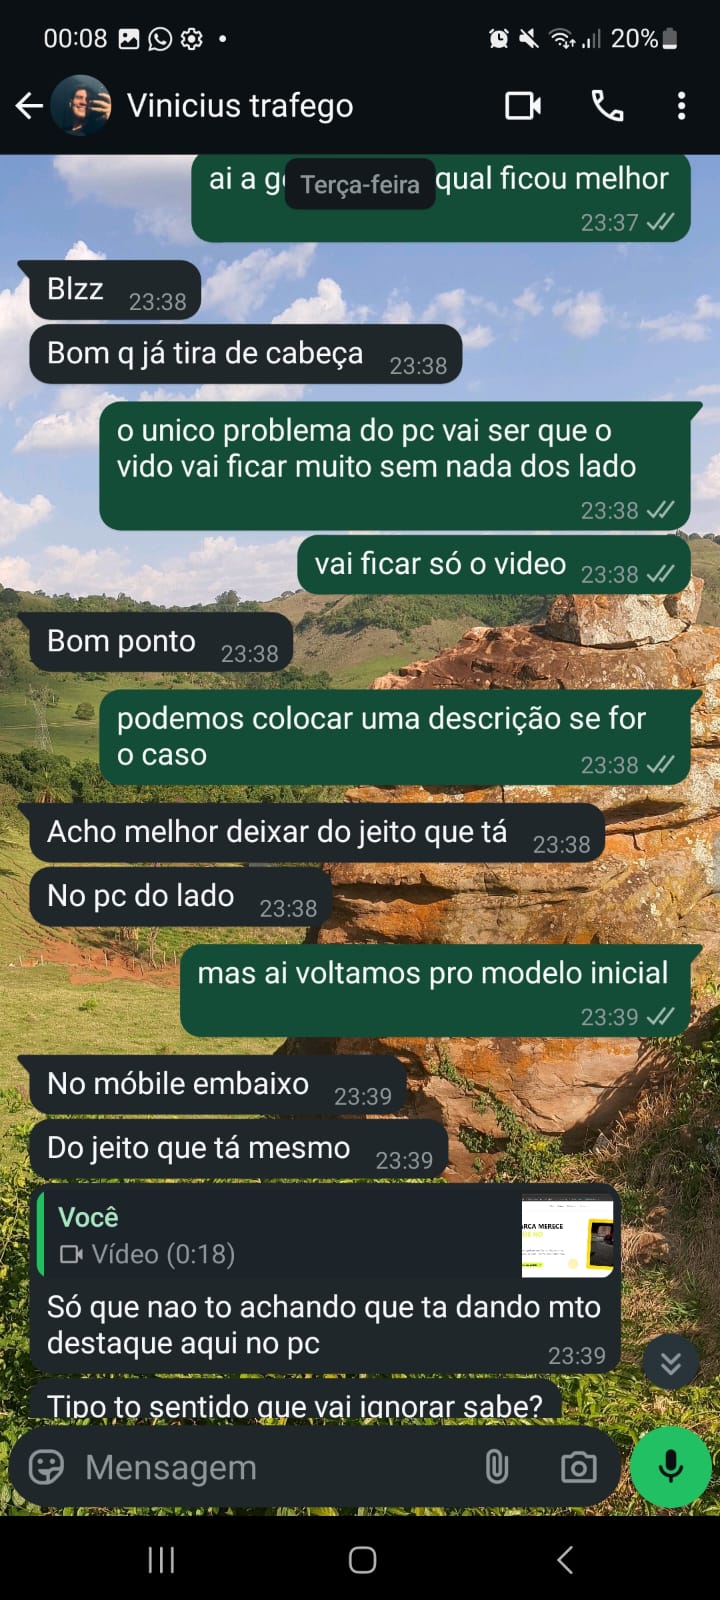 00:08
20%
Vinicius trafego
ai a g
Terça-feira
qual ficou melhor
23:37
Blzz
23:38
Bom q já tira de cabeça
23:38
o unico problema do pc vai ser que o
vido vai ficar muito sem nada dos lado
23:38
vai ficar só o video
23:38
Bom ponto
23:38
podemos colocar uma descrição se for
o caso
23:38
Acho melhor deixar do jeito que tá
23:38
No pc do lado
23:38
mas ai voltamos pro modelo inicial
23:39
No móbile embaixo
23:39
Do jeito que tá mesmo
23:39
Você
Vídeo (0:18)
ARCA MERECE
Só que nao to achando que ta dando mto
destaque aqui no pc
23:39
Tipo to sentido que vai ignorar sabe?
Mensagem